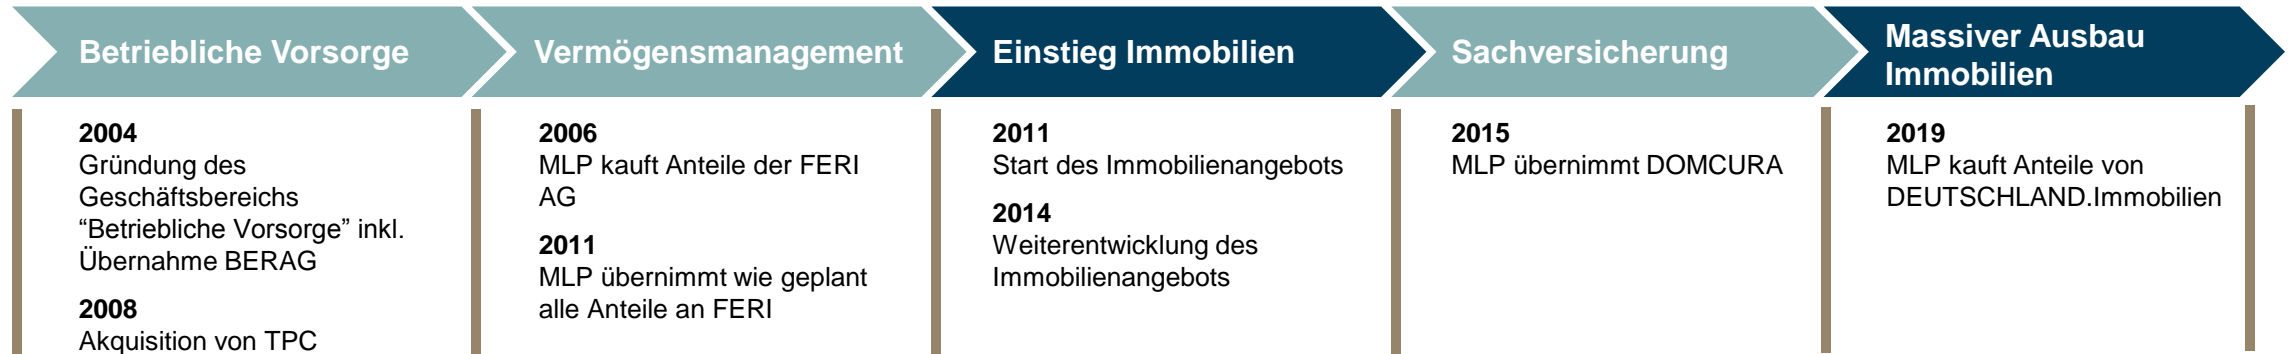 Betriebliche Vorsorge
Vermögensmanagement
Einstieg Immobilien
Sachversicherung
Massiver Ausbau
Immobilien
2004
Gründung des
Geschäftsbereichs
“Betriebliche Vorsorge” inkl.
Übernahme BERAG
2008
Akquisition von TPC
2006
MLP kauft Anteile der FERI
AG
2011
MLP übernimmt wie geplant
alle Anteile an FERI
2011
Start des Immobilienangebots
2014
Weiterentwicklung des
Immobilienangebots
2015
MLP übernimmt DOMCURA
2019
MLP kauft Anteile von
DEUTSCHLAND.Immobilien